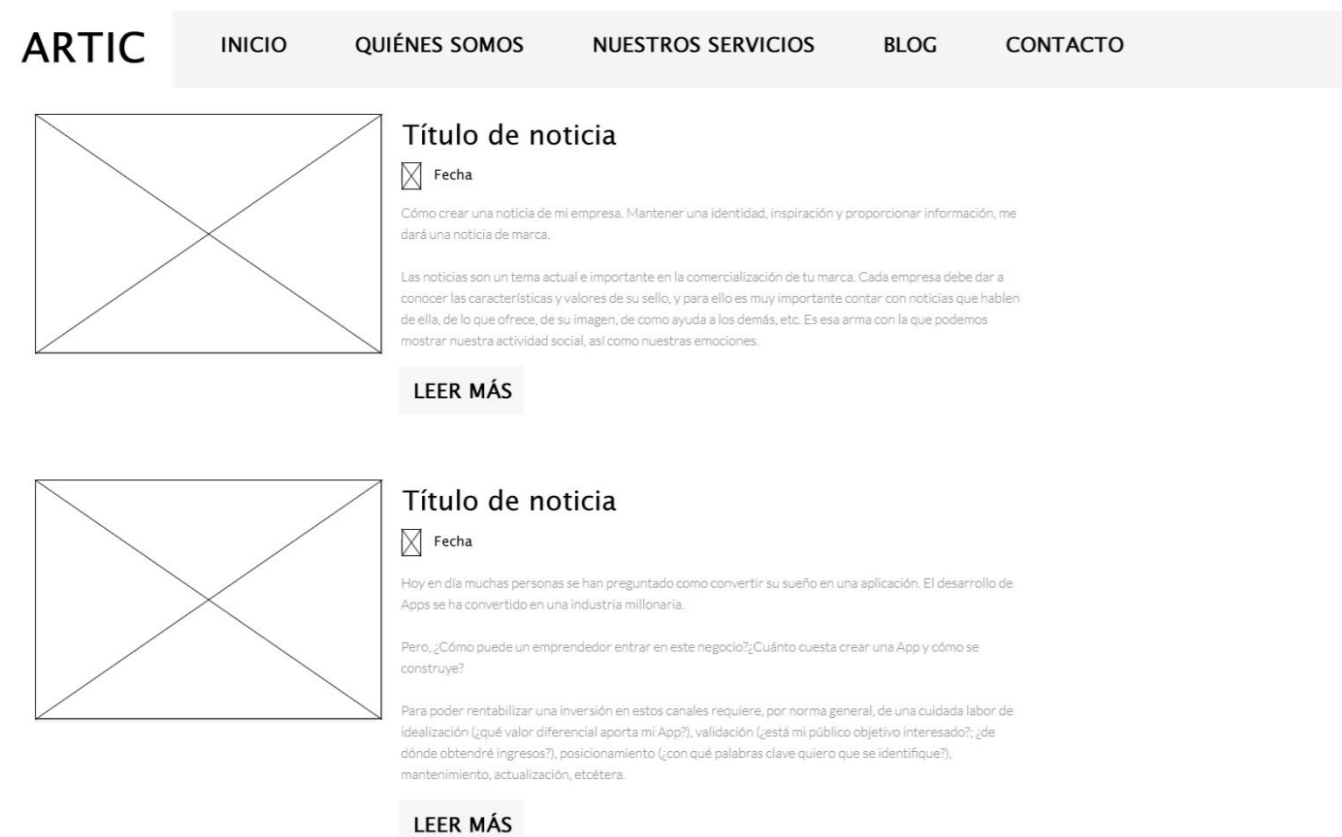 ARTIC
INICIO
QUIÉNES SOMOS
NUESTROS SERVICIOS
BLOG
CONTACTO
Título de noticia
Fecha
Cómo crear una noticia de mi empresa. Mantener una identidad, inspiración y proporcionar información, me
dará una noticia de marca.
Las noticias son un tema actual e importante en la comercialización de tu marca. Cada empresa debe dar a
conocer las características y valores de su sello, y para ello es muy importante contar con noticias que hablen
de ella, de lo que ofrece, de su imagen, de como ayuda a los demás, etc. Es esa arma con la que podemos
mostrar nuestra actividad social, así como nuestras emociones.
LEER MÁS
Título de noticia
Fecha
Hoy en día muchas personas se han preguntado como convertir su sueño en una aplicación. El desarrollo de
Apps se ha convertido en una industria millonaria.
Pero, ¿Cómo puede un emprendedor entrar en este negocio?¿Cuánto cuesta crear una App y cómo se
construye?
Para poder rentabilizar una inversión en estos canales requiere, por norma general, de una cuidada labor de
idealización (¿qué valor diferencial aporta mi App?), validación (¿está mi público objetivo interesado?; ¿de
dónde obtendré ingresos?), posicionamiento (¿con qué palabras clave quiero que se identifique?),
mantenimiento, actualización, etcétera.
LEER MÁS